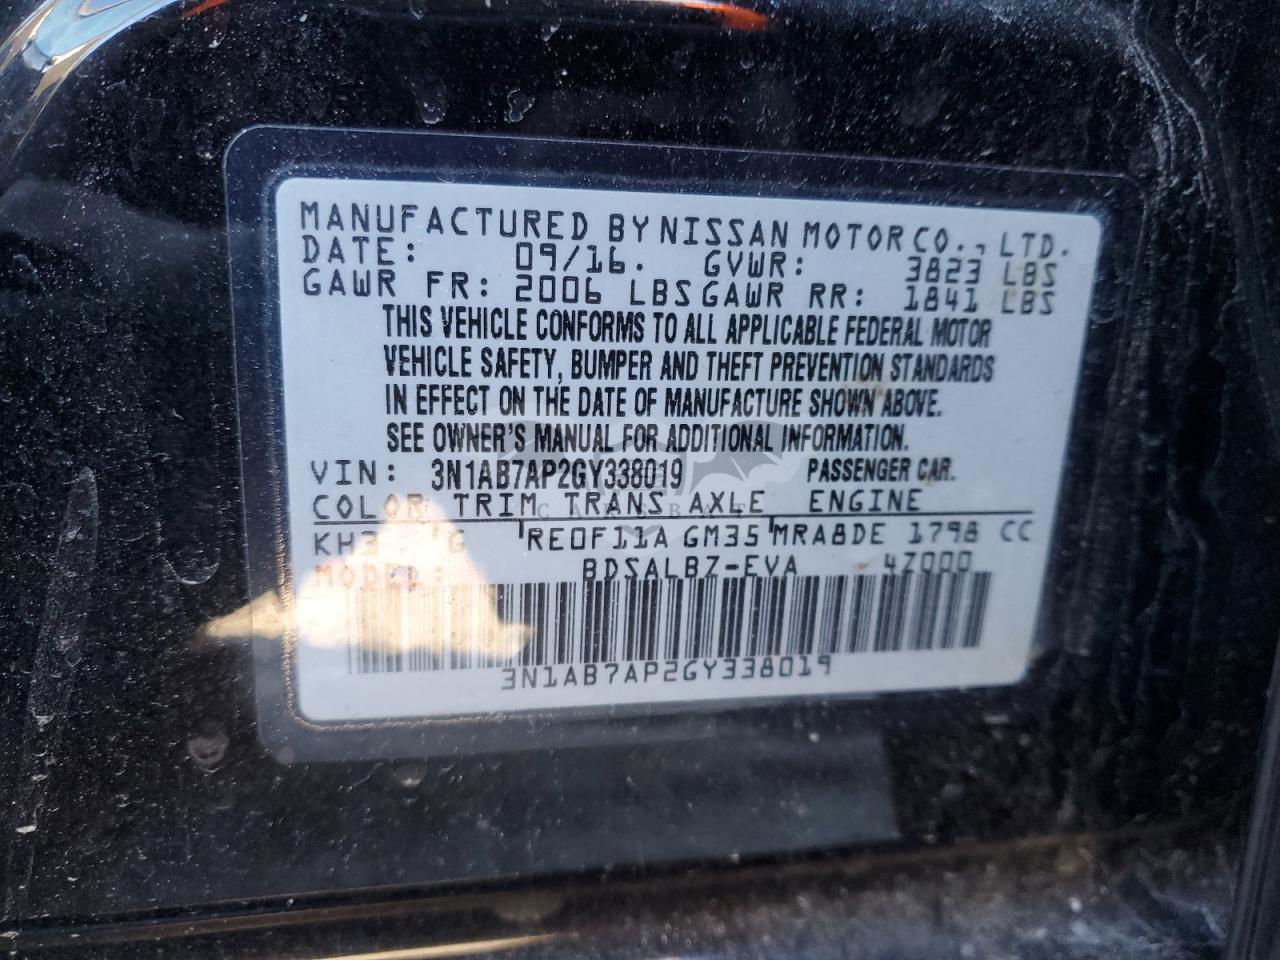 MANUFACTURED BY NISSAN MOTOR CO., LTD.
DATE: 09/16. GVWR: 3823 LBS
GAWR FR: 2006 LBS GAWR RR: 1841 LBS
THIS VEHICLE CONFORMS TO ALL APPLICABLE FEDERAL MOTOR
VEHICLE SAFETY, BUMPER AND THEFT PREVENTION STANDARDS
IN EFFECT ON THE DATE OF MANUFACTURE SHOWN ABOVE.
SEE OWNER'S MANUAL FOR ADDITIONAL INFORMATION.
VIN: 3N1AB7AP2GY338019 PASSENGER CAR.
COLOR TRIM TRANS AXLE ENGINE
KH3 G RE0F11A GM35 MRA8DE 1798 CC
MODEL: BDSALBZ-EVA 4Z000
3N1AB7AP2GY338019